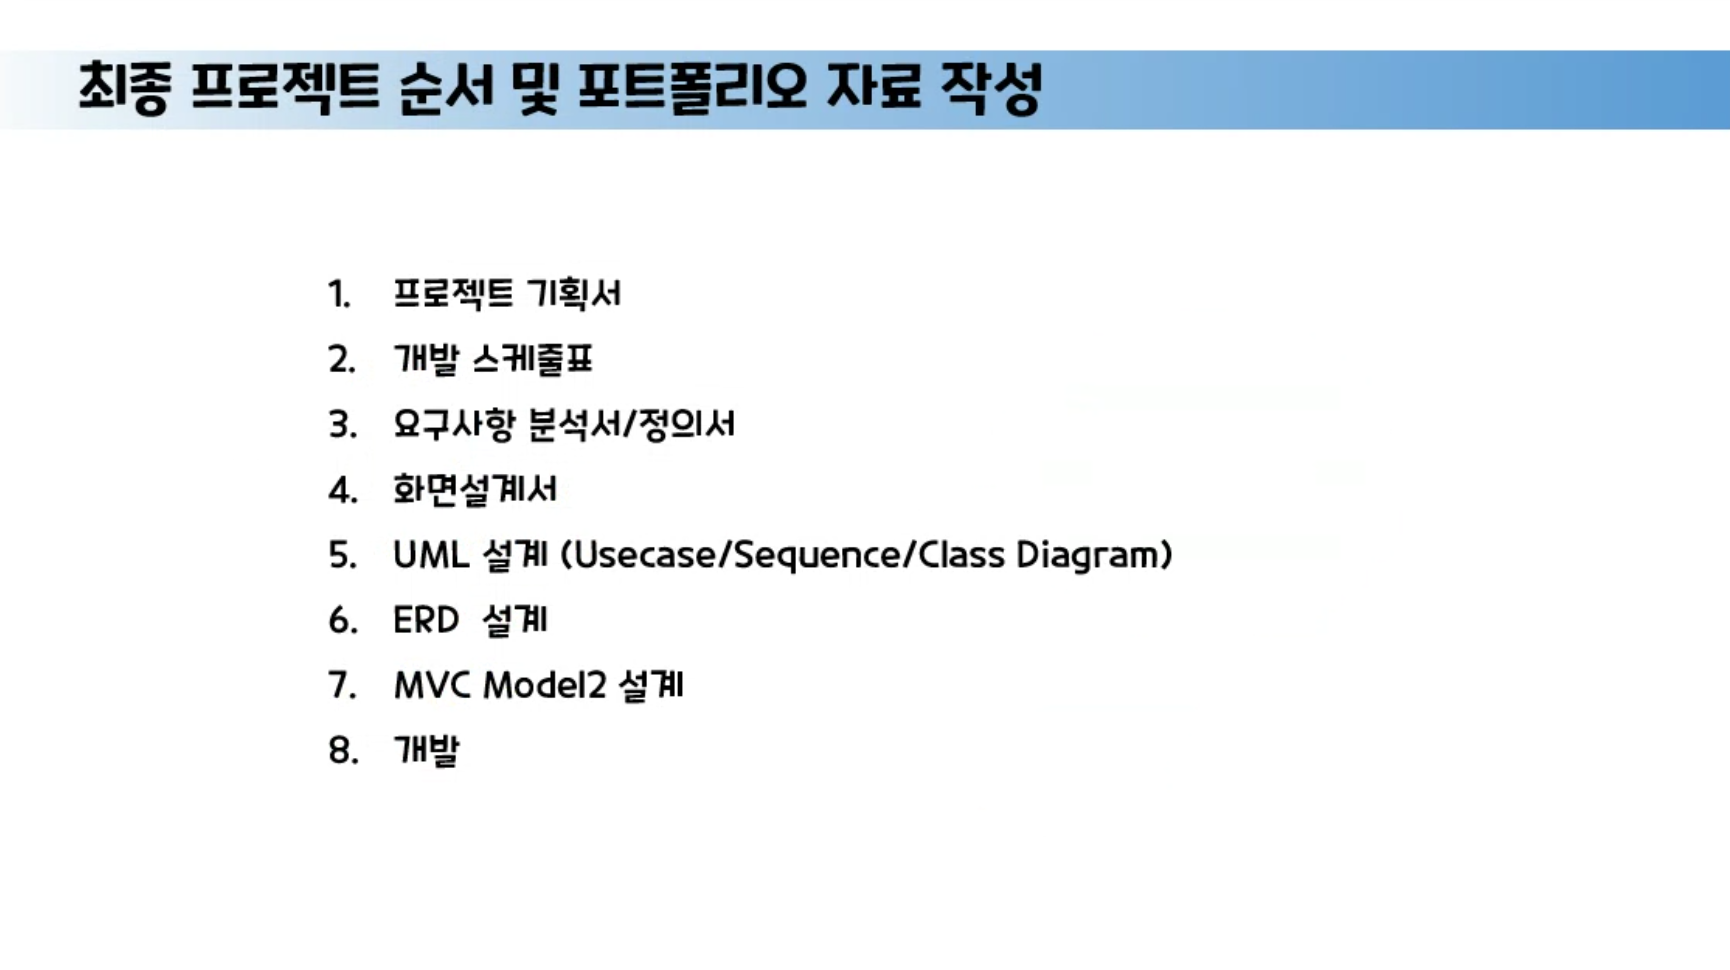 최종 프로젝트 순서 및 포트폴리오 자료 작성
1. 프로젝트 기획서
2. 개발 스케줄표
3. 요구사항 분석서/정의서
4. 화면설계서
5. UML 설계 (Usecase/Sequence/Class Diagram)
6. ERD 설계
7. MVC Model2 설계
8. 개발